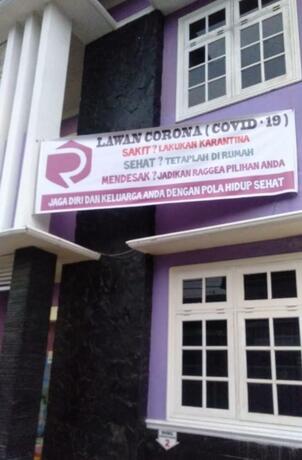 LAWAN CORONA (COVID-19)
SAKIT ? LAKUKAN KARANTINA
SEHAT ? TETAPLAH DI RUMAH
MENDESAK ? JADIKAN RAGGEA PILIHAN ANDA
JAGA DIRI DAN KELUARGA ANDA DENGAN POLA HIDUP SEHAT
2